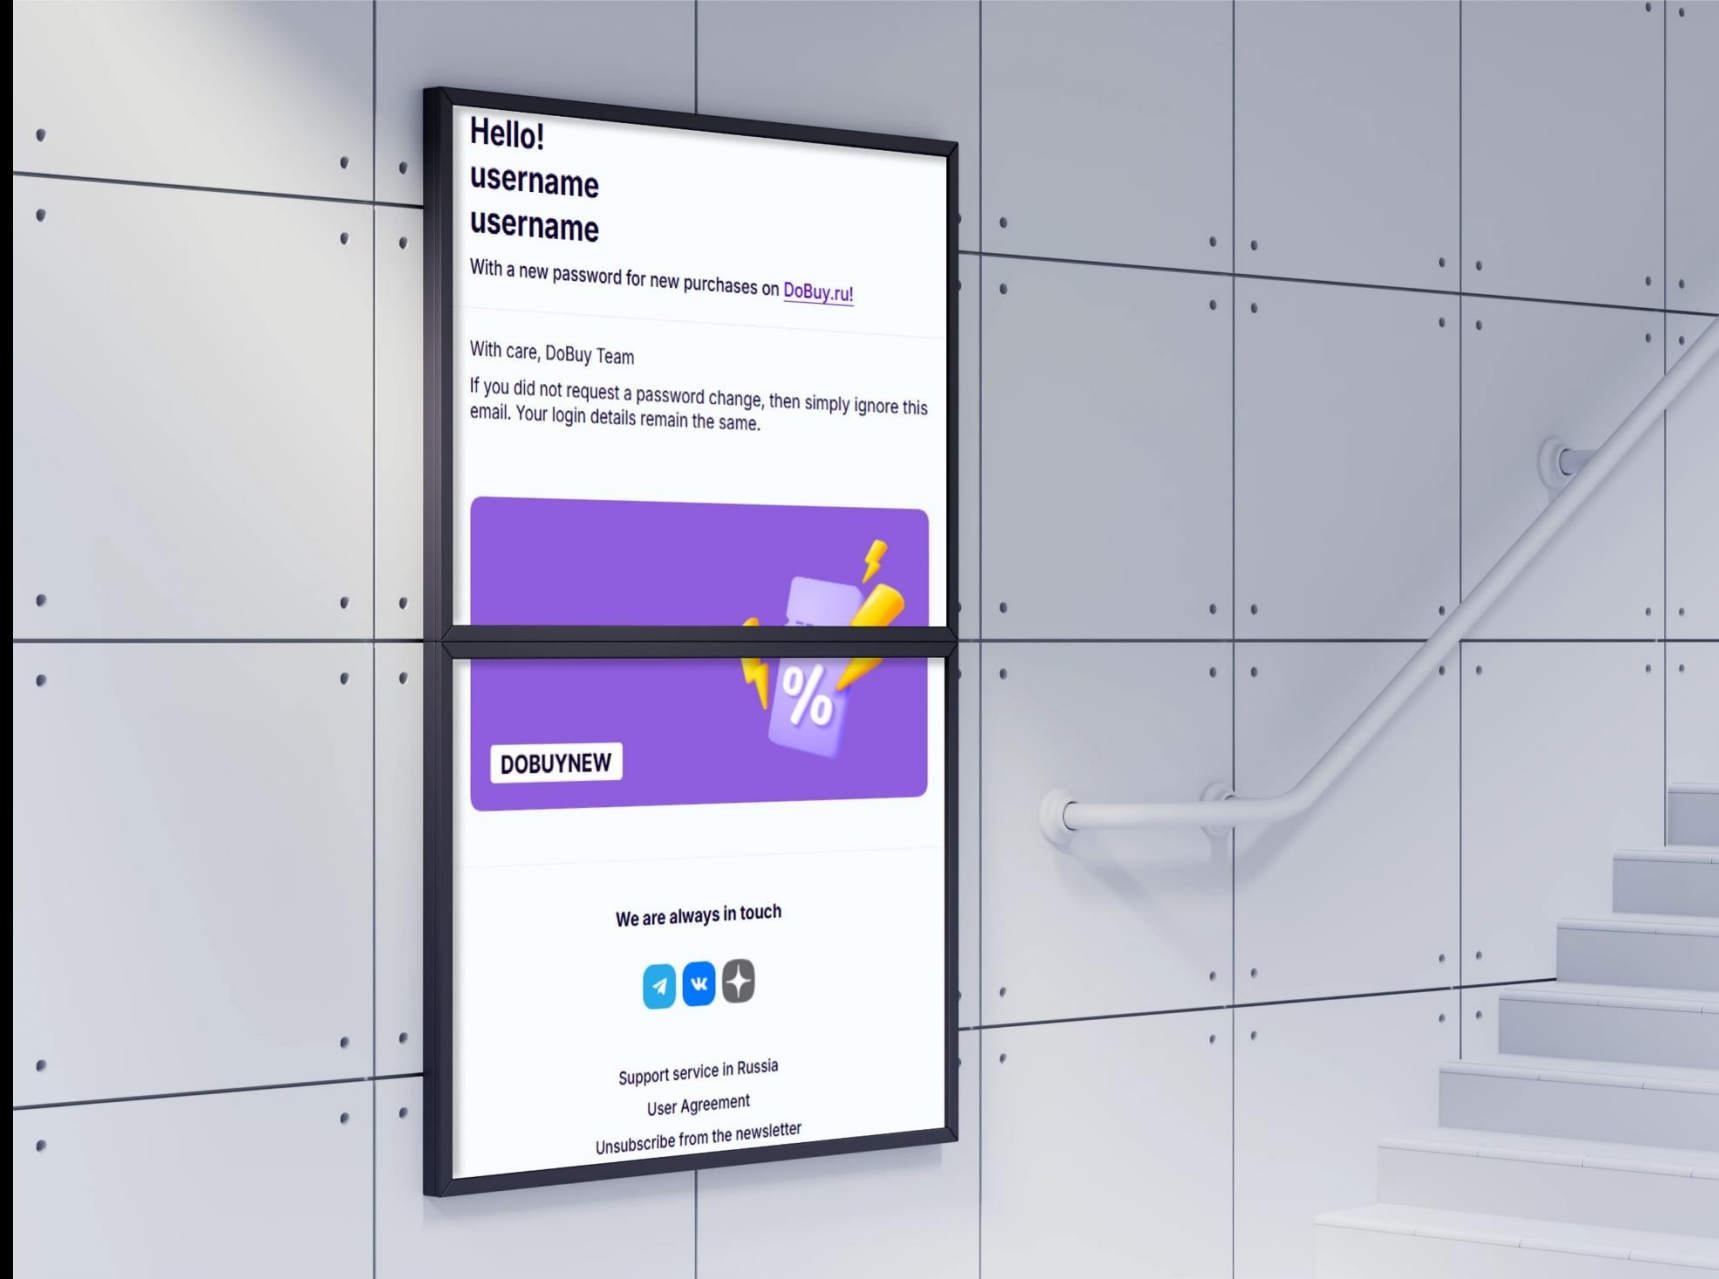 Hello!
username
username
With a new password for new purchases on DoBuy.ru!
With care, DoBuy Team
If you did not request a password change, then simply ignore this
email. Your login details remain the same.
%
DOBUYNEW
We are always in touch
Support service in Russia
User Agreement
Unsubscribe from the newsletter